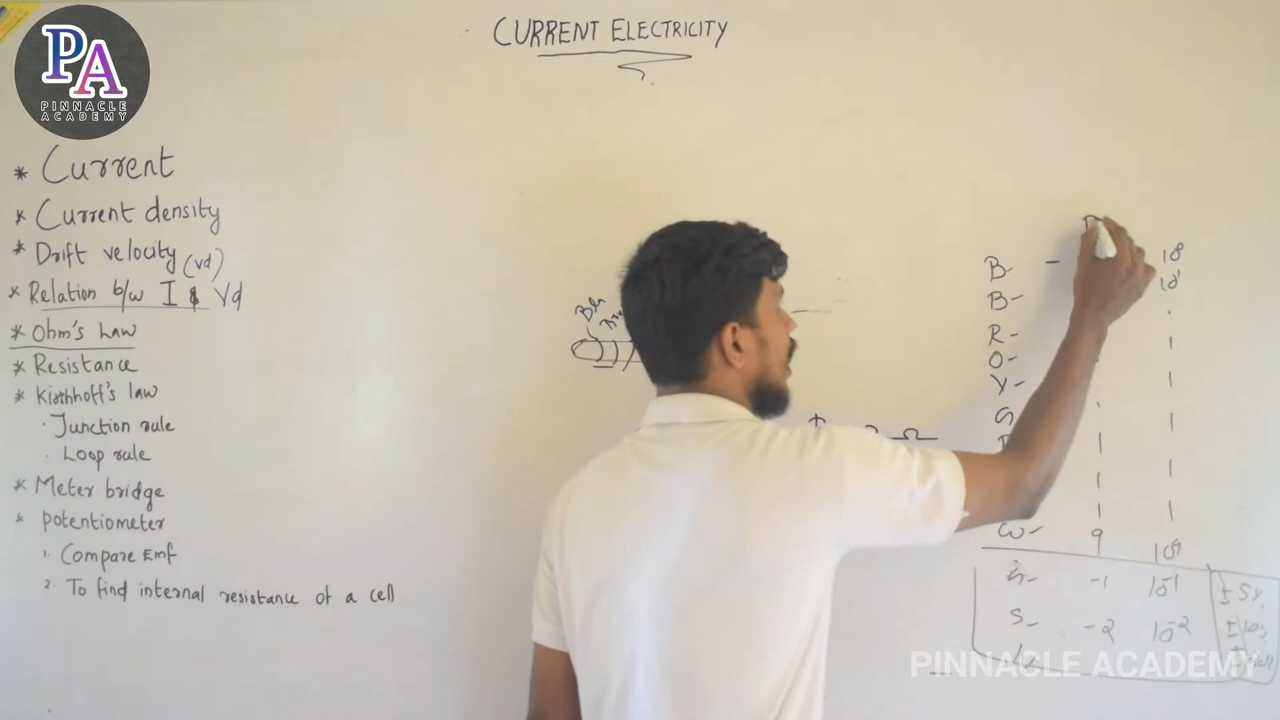 PA
PINNACLE
ACADEMY
CURRENT ELECTRICITY
* Current
* Current density
* Drift velocity (vd)
* Relation b/w I & Vd
* Ohm's Law
* Resistance
* Kirchhoff's law
· Junction rule
· Loop rule
* Meter bridge
* potentiometer
1. Compare Emf
2. To find internal resistance of a cell
B-
B-
R-
O-
Y-
G
W- 9 10⁹
G- -1 10⁻¹ ± 5%
S- -2 10⁻² ± 10%
PINNACLE ACADEMY